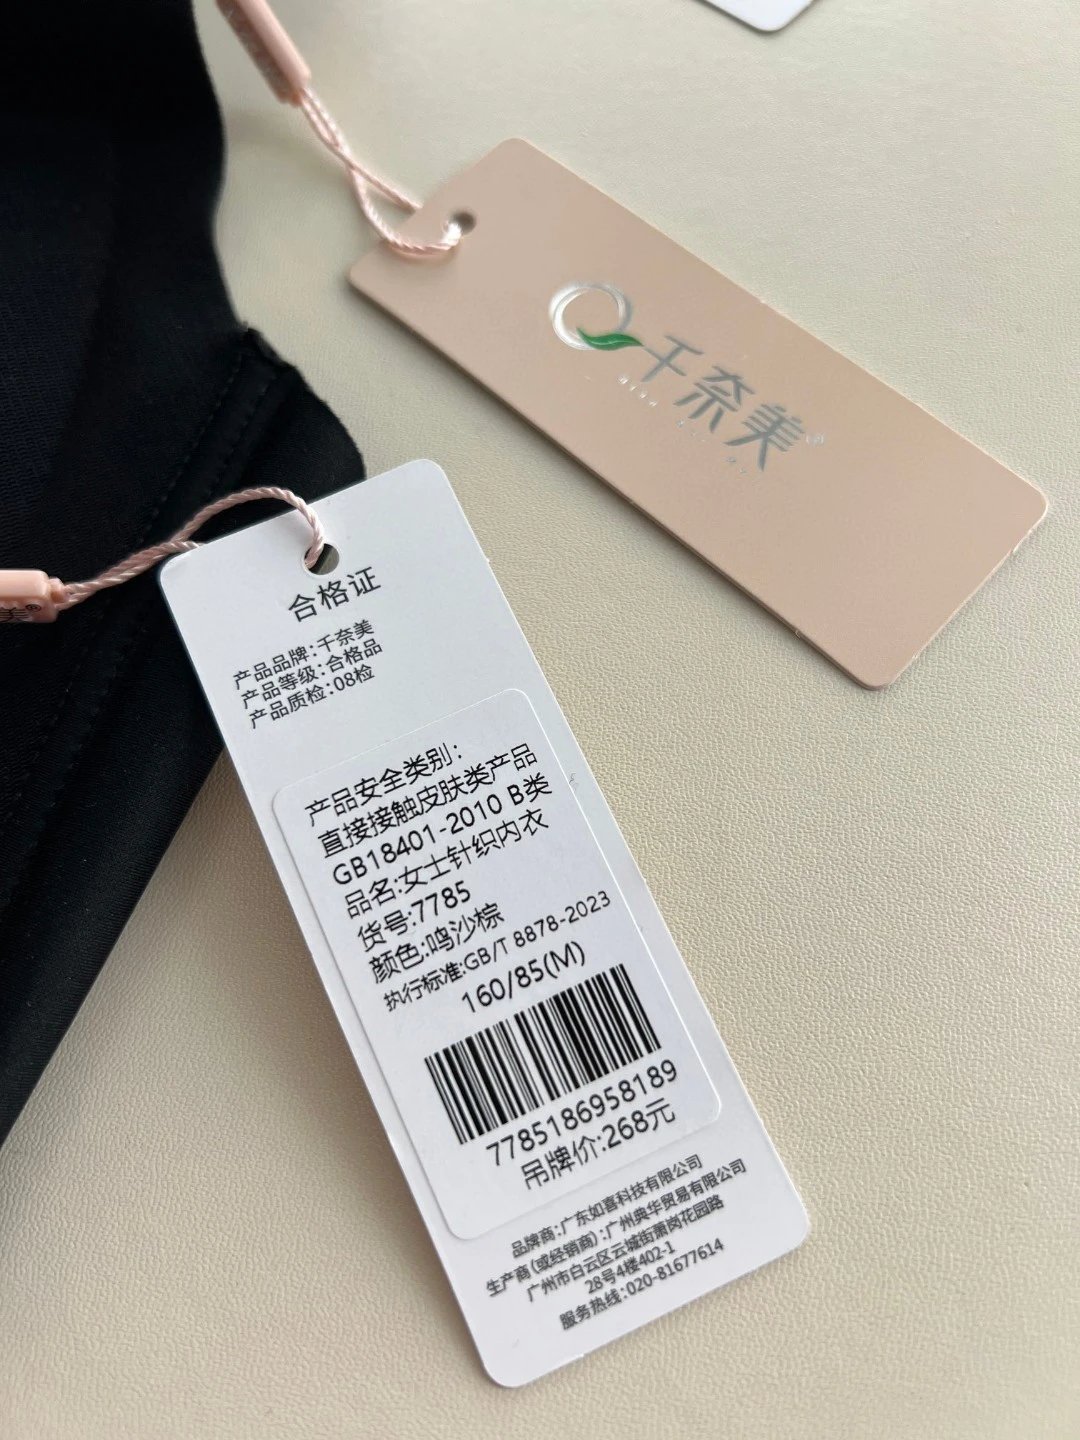 千奈美®
合格证
产品品牌:千奈美
产品等级:合格品
产品质检:08检
产品安全类别:
直接接触皮肤类产品
GB18401-2010 B类
品名:女士针织内衣
货号:7785
颜色:鸣沙棕
执行标准:GB/T 8878-2023
160/85(M)
7785186958189
吊牌价:268元
品牌商:广东如喜科技有限公司
生产商(或经销商):广州典华贸易有限公司
广州市白云区云城街萧岗花园路
28号4楼402-1
服务热线:020-81677614